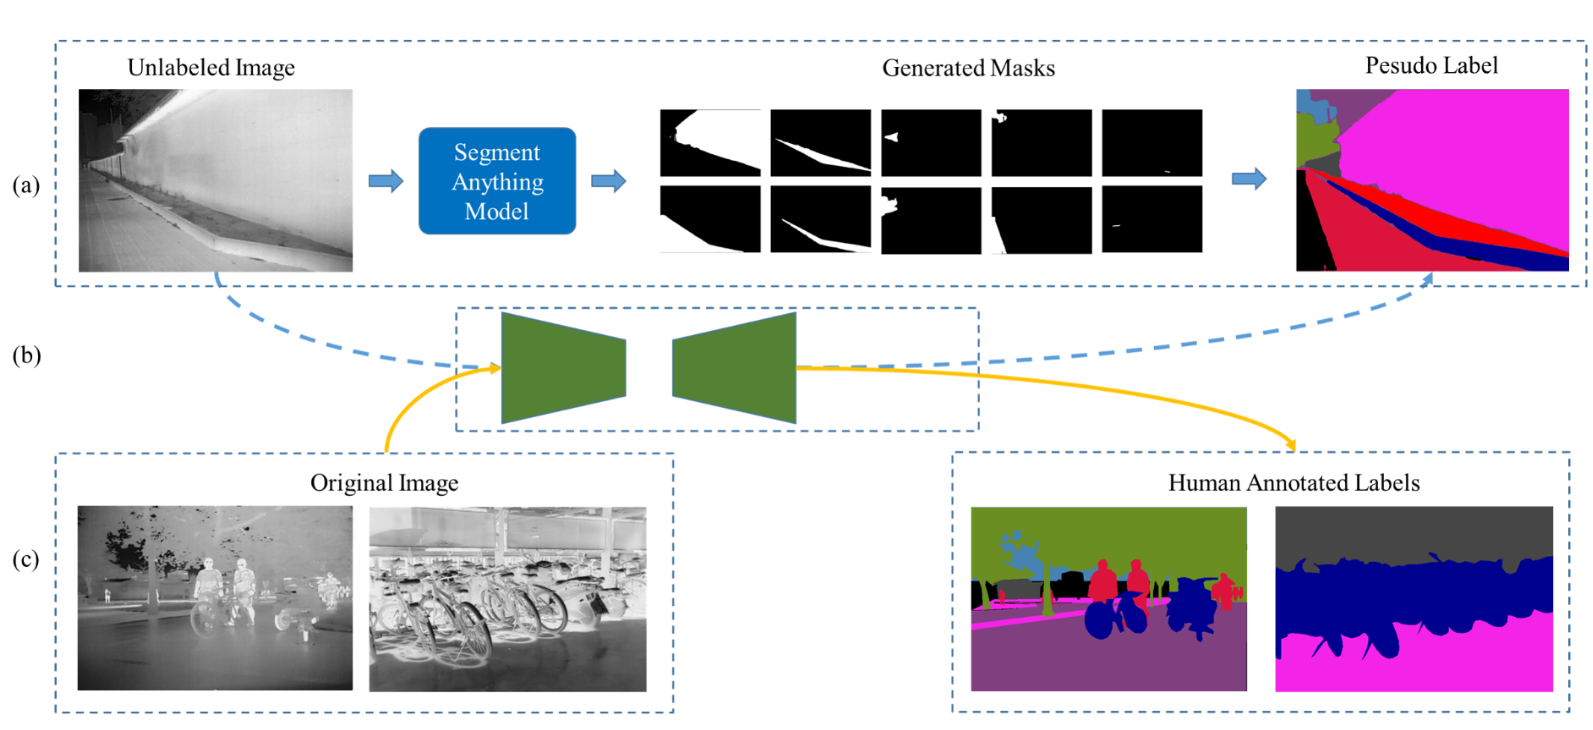 Unlabeled Image
Generated Masks
Pesudo Label
(a)
Segment
Anything
Model
(b)
Original Image
Human Annotated Labels
(c)